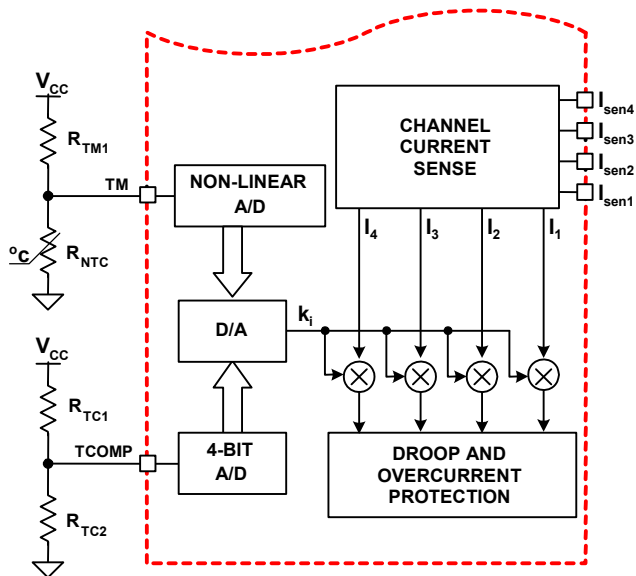 VCC
RTM1
TM
oC
RNTC
VCC
RTC1
TCOMP
RTC2
NON-LINEAR
A/D
D/A
4-BIT
A/D
ki
CHANNEL
CURRENT
SENSE
Isen4
Isen3
Isen2
Isen1
I4
I3
I2
I1
DROOP AND
OVERCURRENT
PROTECTION